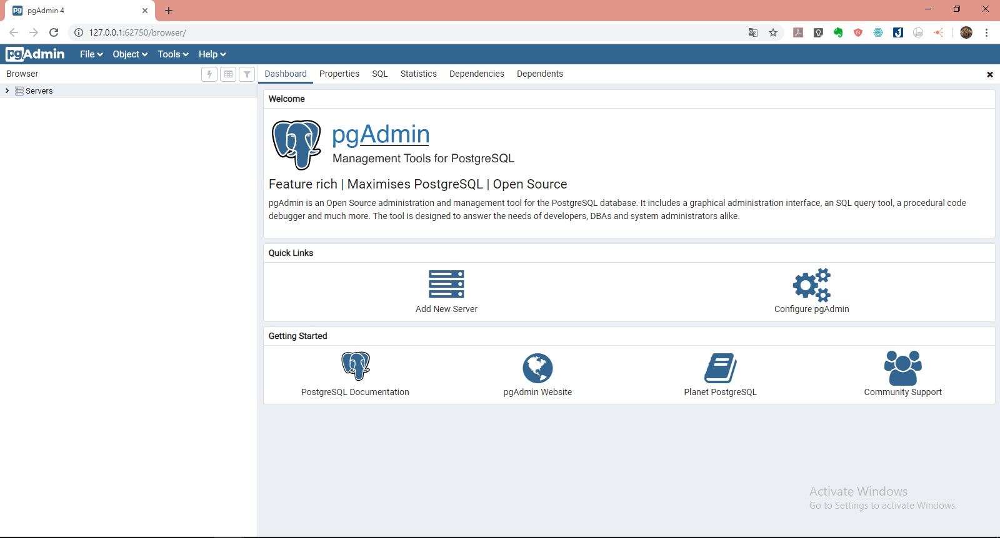 pgAdmin 4
127.0.0.1:62750/browser/
pgAdmin File Object Tools Help
Browser
Servers
Dashboard Properties SQL Statistics Dependencies Dependents
Welcome
pgAdmin
Management Tools for PostgreSQL
Feature rich | Maximises PostgreSQL | Open Source
pgAdmin is an Open Source administration and management tool for the PostgreSQL database. It includes a graphical administration interface, an SQL query tool, a procedural code
debugger and much more. The tool is designed to answer the needs of developers, DBAs and system administrators alike.
Quick Links
Add New Server Configure pgAdmin
Getting Started
PostgreSQL Documentation pgAdmin Website Planet PostgreSQL Community Support
Activate Windows
Go to Settings to activate Windows.